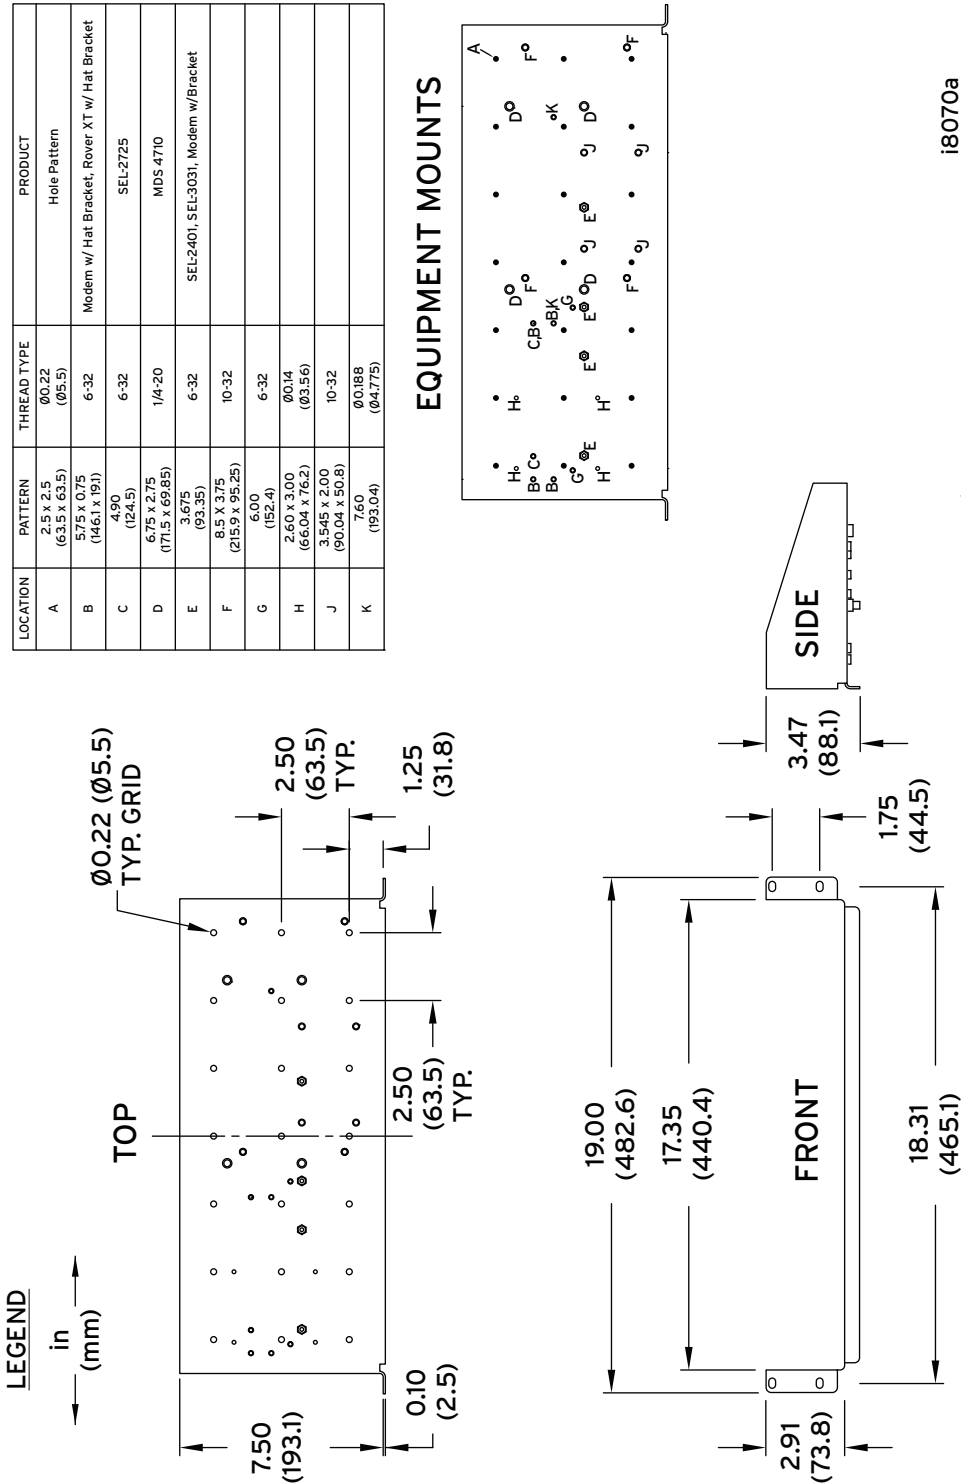 LEGEND
in
(mm)
TOP
Ø0.22 (Ø5.5)
TYP. GRID
2.50
(63.5)
TYP.
1.25
(31.8)
2.50
(63.5)
TYP.
7.50
(193.1)
0.10
(2.5)
LOCATION PATTERN THREAD TYPE PRODUCT
A 2.5 x 2.5 (63.5 x 63.5) Ø0.22 (Ø5.5) Hole Pattern
B 5.75 x 0.75 (146.1 x 19.1) 6-32 Modem w/ Hat Bracket, Rover XT w/ Hat Bracket
C 4.90 (124.5) 6-32 SEL-2725
D 6.75 x 2.75 (171.5 x 69.85) 1/4-20 MDS 4710
E 3.675 (93.35) 6-32 SEL-2401, SEL-3031, Modem w/Bracket
F 8.5 X 3.75 (215.9 x 95.25) 10-32
G 6.00 (152.4) 6-32
H 2.60 x 3.00 (66.04 x 76.2) Ø0.14 (Ø3.56)
J 3.545 x 2.00 (90.04 x 50.8) 10-32
K 7.60 (193.04) Ø0.188 (Ø4.775)
EQUIPMENT MOUNTS
A
F
F
D
K
D
J
J
E
J
J
D
F
D
F
C,B
B,K
G
E
E
H
H
H
C
B
B
G
E
H
19.00
(482.6)
17.35
(440.4)
FRONT
18.31
(465.1)
2.91
(73.8)
1.75
(44.5)
3.47
(88.1)
SIDE
i8070a